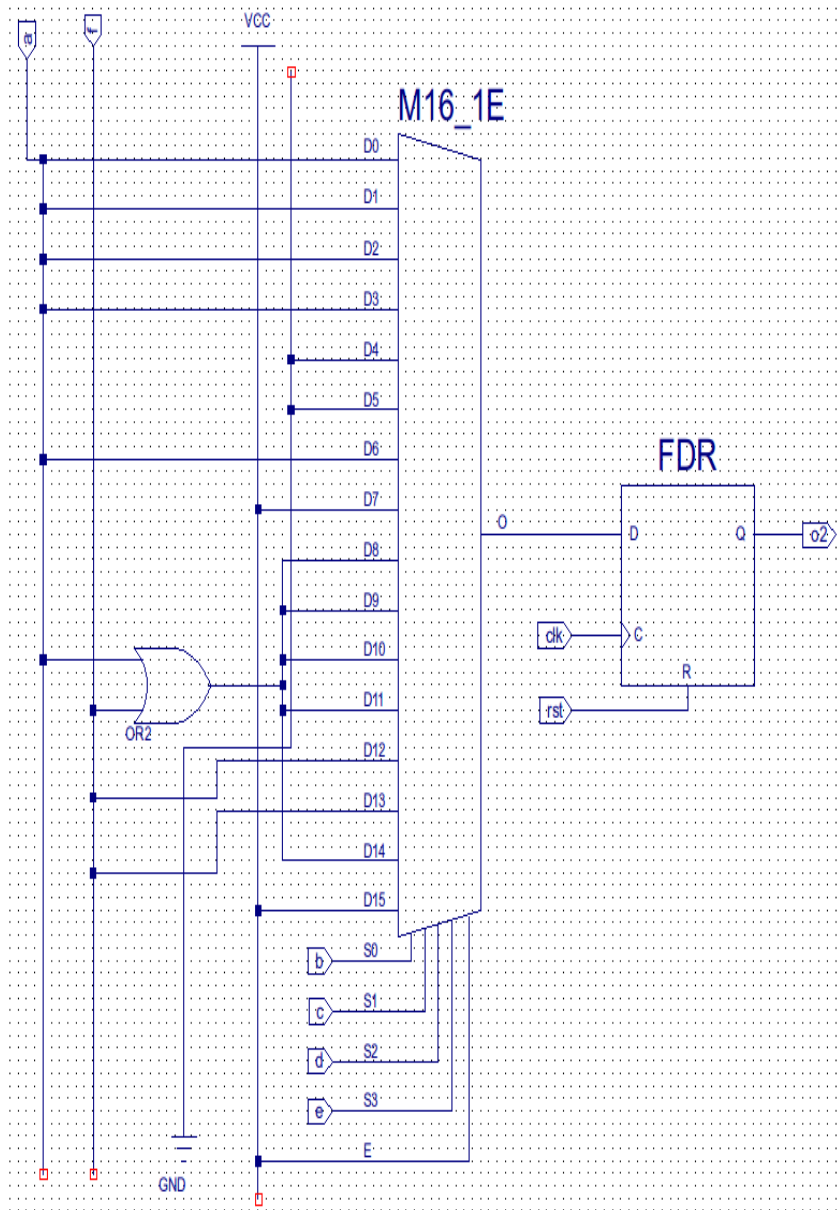 a
f
VCC
M16_1E
D0
D1
D2
D3
D4
D5
D6
D7
D8
D9
D10
D11
D12
D13
D14
D15
O
FDR
D
Q
o2
clk
C
R
rst
OR2
b
S0
c
S1
d
S2
e
S3
E
GND